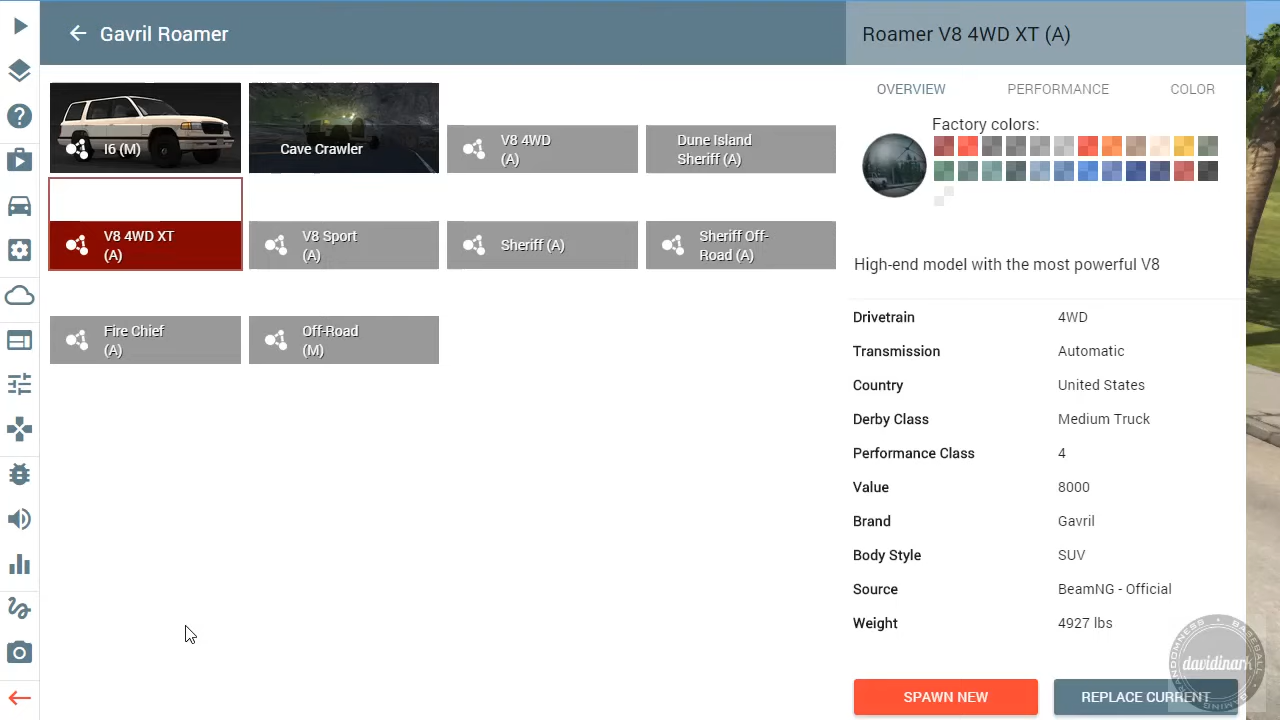 Gavril Roamer
Roamer V8 4WD XT (A)
OVERVIEW
PERFORMANCE
COLOR
Factory colors:
I6 (M)
Cave Crawler
V8 4WD
(A)
Dune Island
Sheriff (A)
V8 4WD XT
(A)
V8 Sport
(A)
Sheriff (A)
Sheriff Off-
Road (A)
Fire Chief
(A)
Off-Road
(M)
High-end model with the most powerful V8
Drivetrain 4WD
Transmission Automatic
Country United States
Derby Class Medium Truck
Performance Class 4
Value 8000
Brand Gavril
Body Style SUV
Source BeamNG - Official
Weight 4927 lbs
SPAWN NEW
REPLACE CURRENT
RANDOMNESS • BASEBALL
GAMING
davidinark